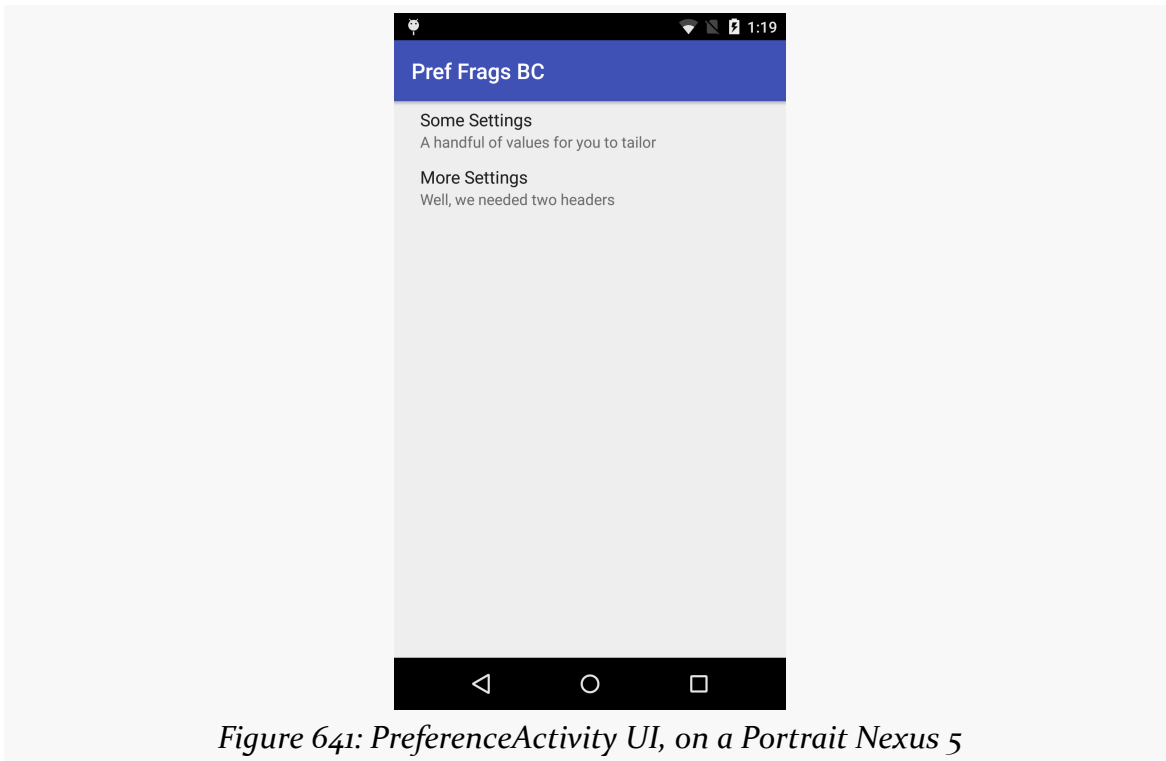 1:19
Pref Frags BC
Some Settings
A handful of values for you to tailor
More Settings
Well, we needed two headers
Figure 641: PreferenceActivity UI, on a Portrait Nexus 5